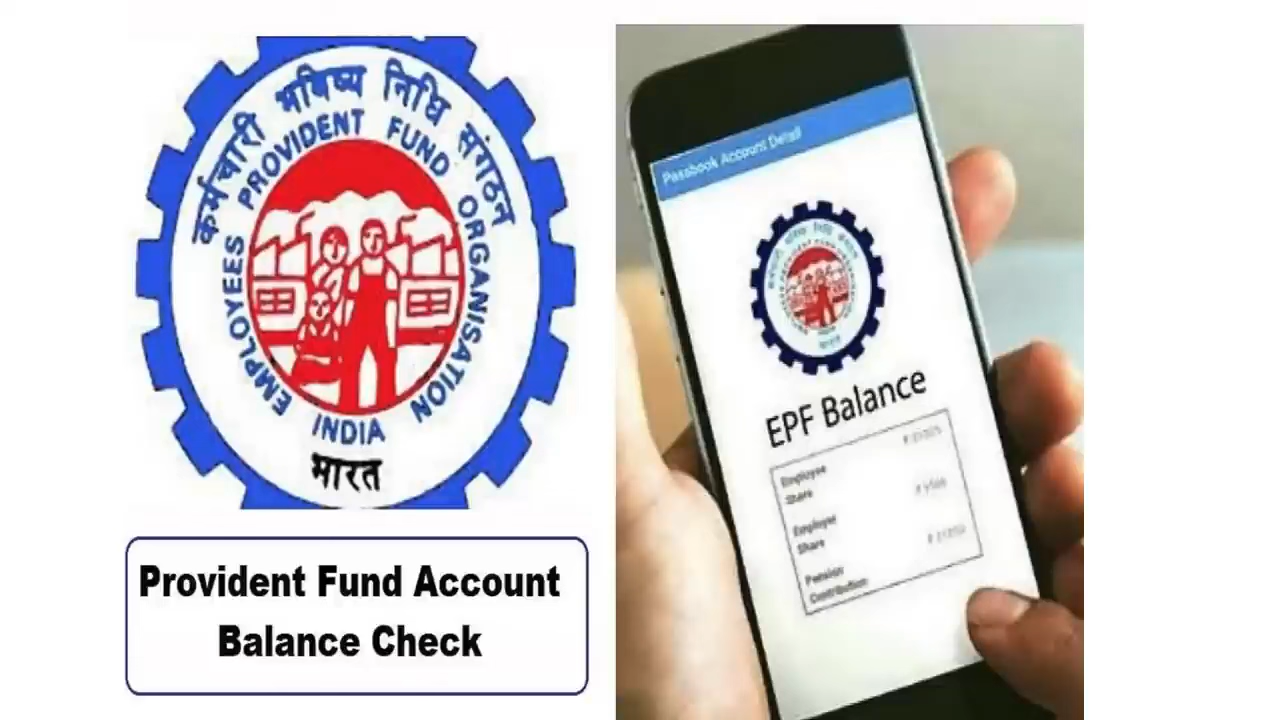 कर्मचारी भविष्य निधि संगठन
EMPLOYEES PROVIDENT FUND ORGANISATION
INDIA
भारत
Provident Fund Account
Balance Check
Passbook Account Detail
EPF Balance
Employee
Share
Employer
Share
Pension
Contribution